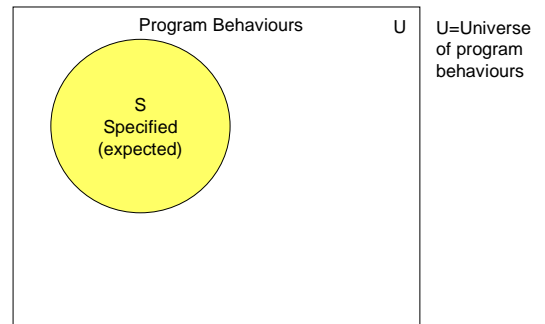 Program Behaviours
U
U=Universe
of program
behaviours
S
Specified
(expected)